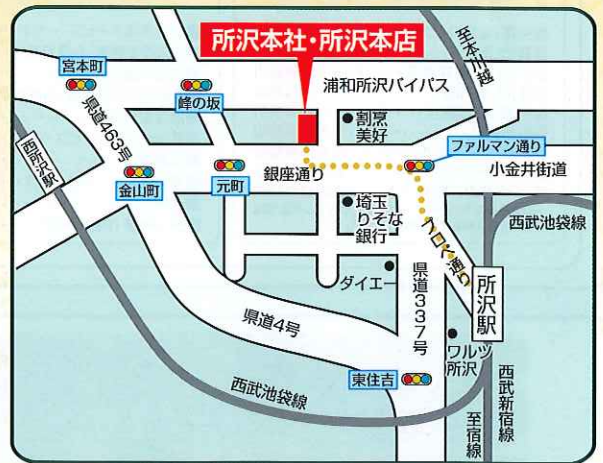 所沢本社・所沢本店
至本川越
宮本町
浦和所沢バイパス
峰の坂
県道463号
割烹
美好
ファルマン通り
西所沢駅
金山町
元町
銀座通り
小金井街道
埼玉
りそな
銀行
プロペ通り
西武池袋線
所沢駅
ダイエー
県道337号
県道4号
ワルツ
所沢
東住吉
西武池袋線
西武新宿線
至宿線